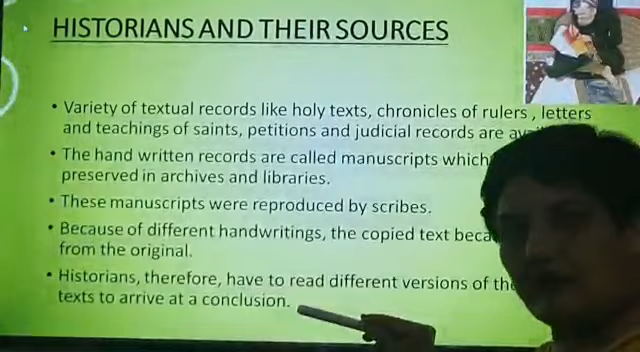 HISTORIANS AND THEIR SOURCES
• Variety of textual records like holy texts, chronicles of rulers , letters
and teachings of saints, petitions and judicial records are
• The hand written records are called manuscripts which
preserved in archives and libraries.
• These manuscripts were reproduced by scribes.
• Because of different handwritings, the copied text
from the original.
• Historians, therefore, have to read different versions of
texts to arrive at a conclusion.